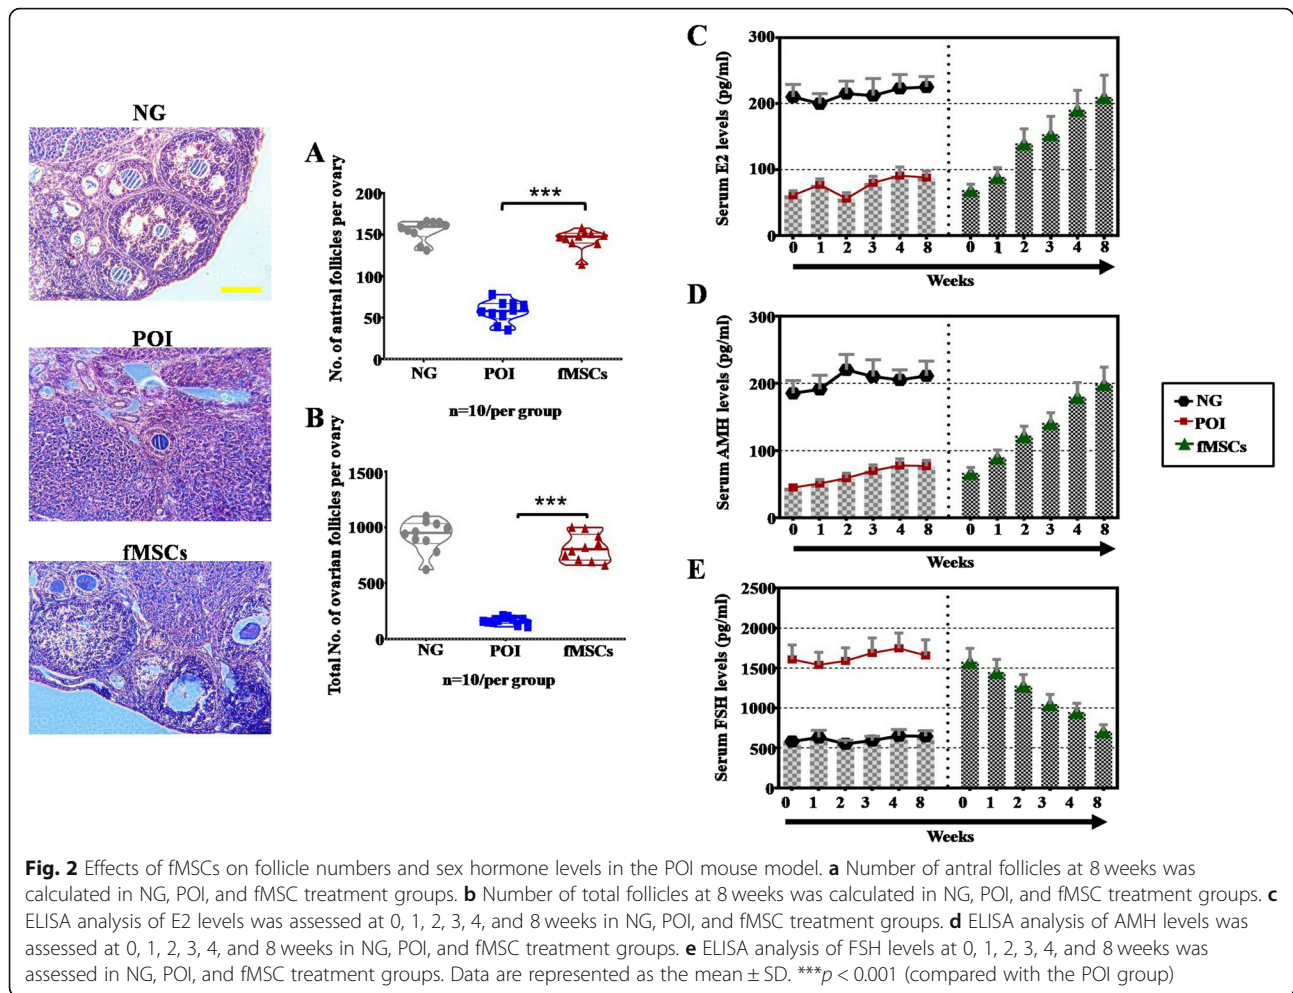 NG
POI
fMSCs
A
No. of antral follicles per ovary
200
150
100
50
0
***
NG POI fMSCs
n=10/per group
B
Total No. of ovarian follicles per ovary
1500
1000
500
0
***
NG POI fMSCs
n=10/per group
C
Serum E2 levels (pg/ml)
300
200
100
0
0 1 2 3 4 8 0 1 2 3 4 8
Weeks
D
Serum AMH levels (pg/ml)
300
200
100
0
0 1 2 3 4 8 0 1 2 3 4 8
Weeks
E
Serum FSH levels (pg/ml)
2500
2000
1500
1000
500
0
0 1 2 3 4 8 0 1 2 3 4 8
Weeks
NG
POI
fMSCs
Fig. 2 Effects of fMSCs on follicle numbers and sex hormone levels in the POI mouse model. a Number of antral follicles at 8 weeks was
calculated in NG, POI, and fMSC treatment groups. b Number of total follicles at 8 weeks was calculated in NG, POI, and fMSC treatment groups. c
ELISA analysis of E2 levels was assessed at 0, 1, 2, 3, 4, and 8 weeks in NG, POI, and fMSC treatment groups. d ELISA analysis of AMH levels was
assessed at 0, 1, 2, 3, 4, and 8 weeks in NG, POI, and fMSC treatment groups. e ELISA analysis of FSH levels at 0, 1, 2, 3, 4, and 8 weeks was
assessed in NG, POI, and fMSC treatment groups. Data are represented as the mean ± SD. ***p < 0.001 (compared with the POI group)